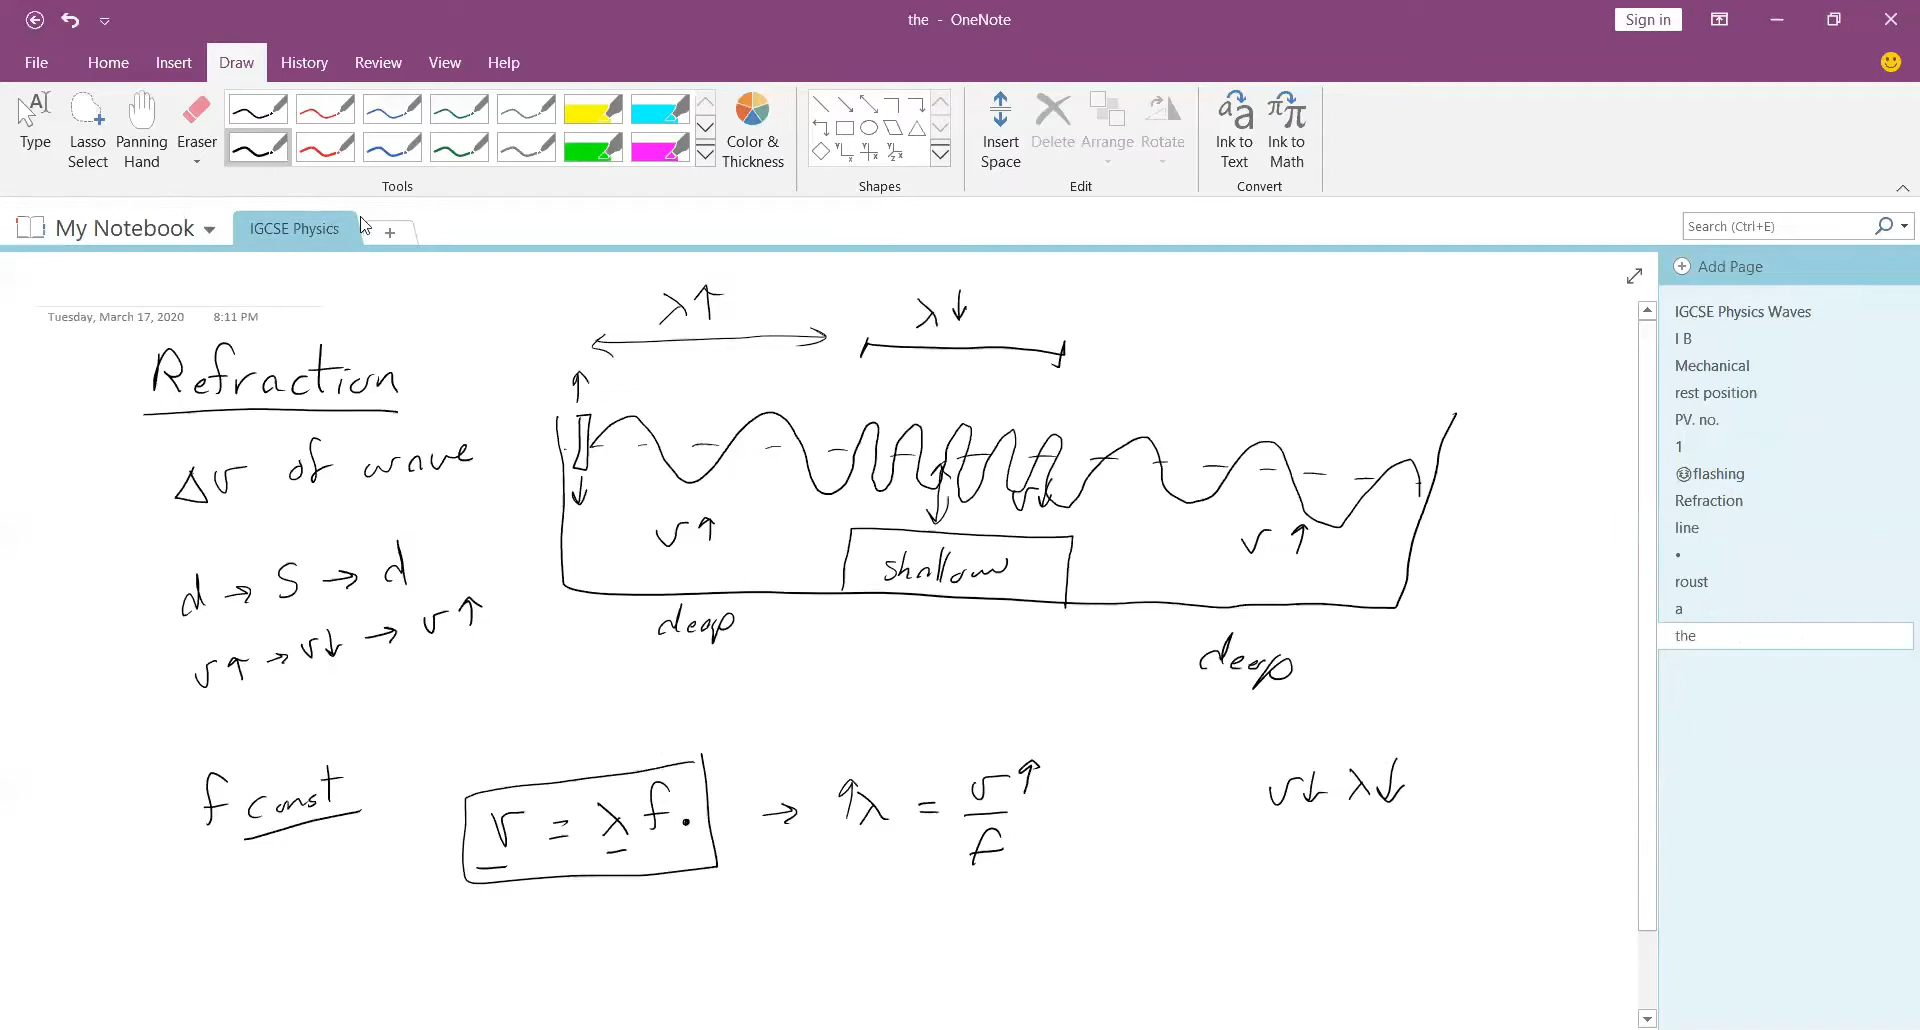 the - OneNote
Sign in
File Home Insert Draw History Review View Help
Type
Lasso Select
Panning Hand
Eraser
Color & Thickness
Insert Space
Delete
Arrange
Rotate
Ink to Text
Ink to Math
Tools
Shapes
Edit
Convert
My Notebook
IGCSE Physics
+
Search (Ctrl+E)
Add Page
IGCSE Physics Waves
I B
Mechanical
rest position
PV. no.
1
😃flashing
Refraction
line
•
roust
a
the
Tuesday, March 17, 2020 8:11 PM
λ↑
λ↓
Refraction
Δv of wave
d → S → d
v↑ → v↓ → v↑
v↑
v↓
v↑
shallow
deep
deep
f const
v = λ f.
→ ↑λ = v↑/f
v↓ λ↓